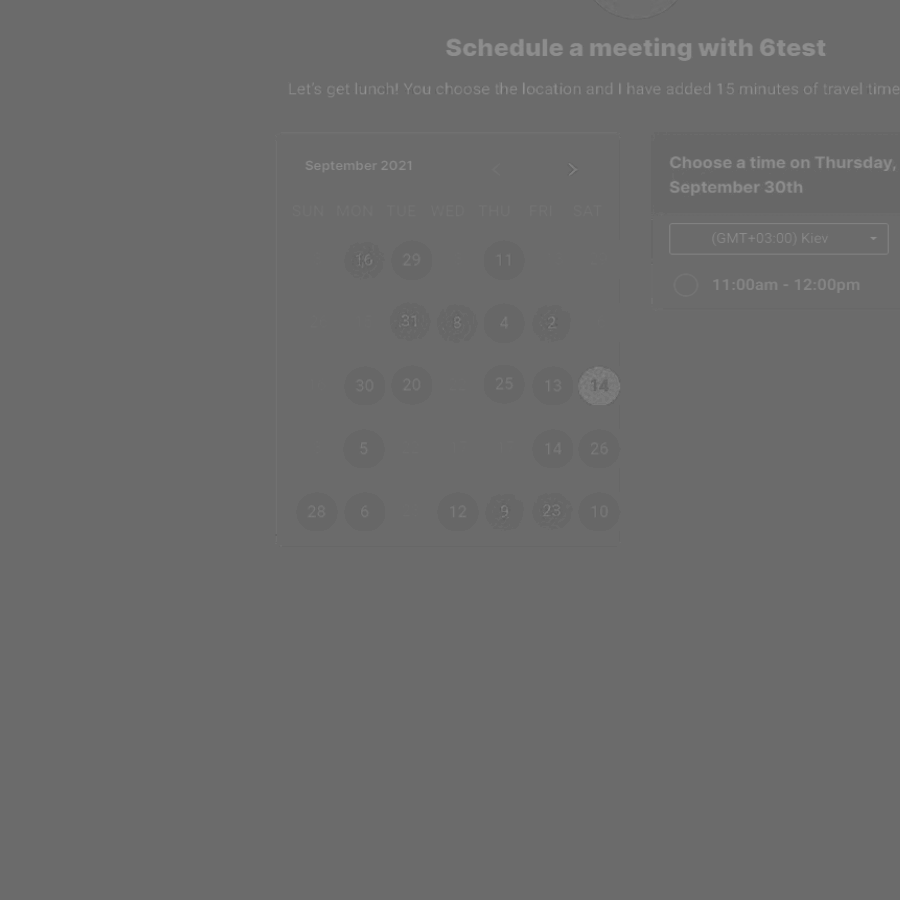 Schedule a meeting with 6test
Let's get lunch! You choose the location and I have added 15 minutes of travel time
September 2021
SUN MON TUE WED THU FRI SAT
16 29 11
31 8 4 2
30 20 25 13 14
5 14 26
28 6 12 9 23 10
Choose a time on Thursday,
September 30th
(GMT+03:00) Kiev
11:00am - 12:00pm